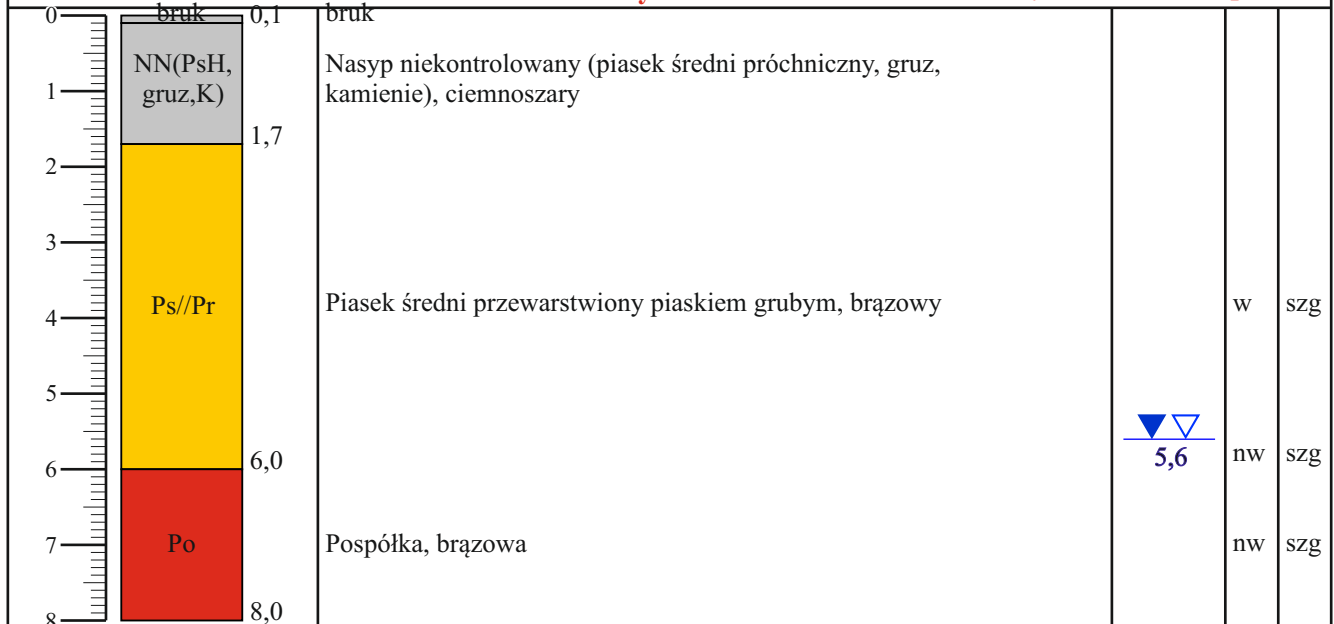 0
bruk
0,1
bruk
NN(PsH,
gruz,K)
Nasyp niekontrolowany (piasek średni próchniczny, gruz,
kamienie), ciemnoszary
1
1,7
2
3
Ps//Pr
Piasek średni przewarstwiony piaskiem grubym, brązowy
w
szg
4
5
5,6
nw
szg
6,0
6
Po
Pospółka, brązowa
nw
szg
7
8,0
8